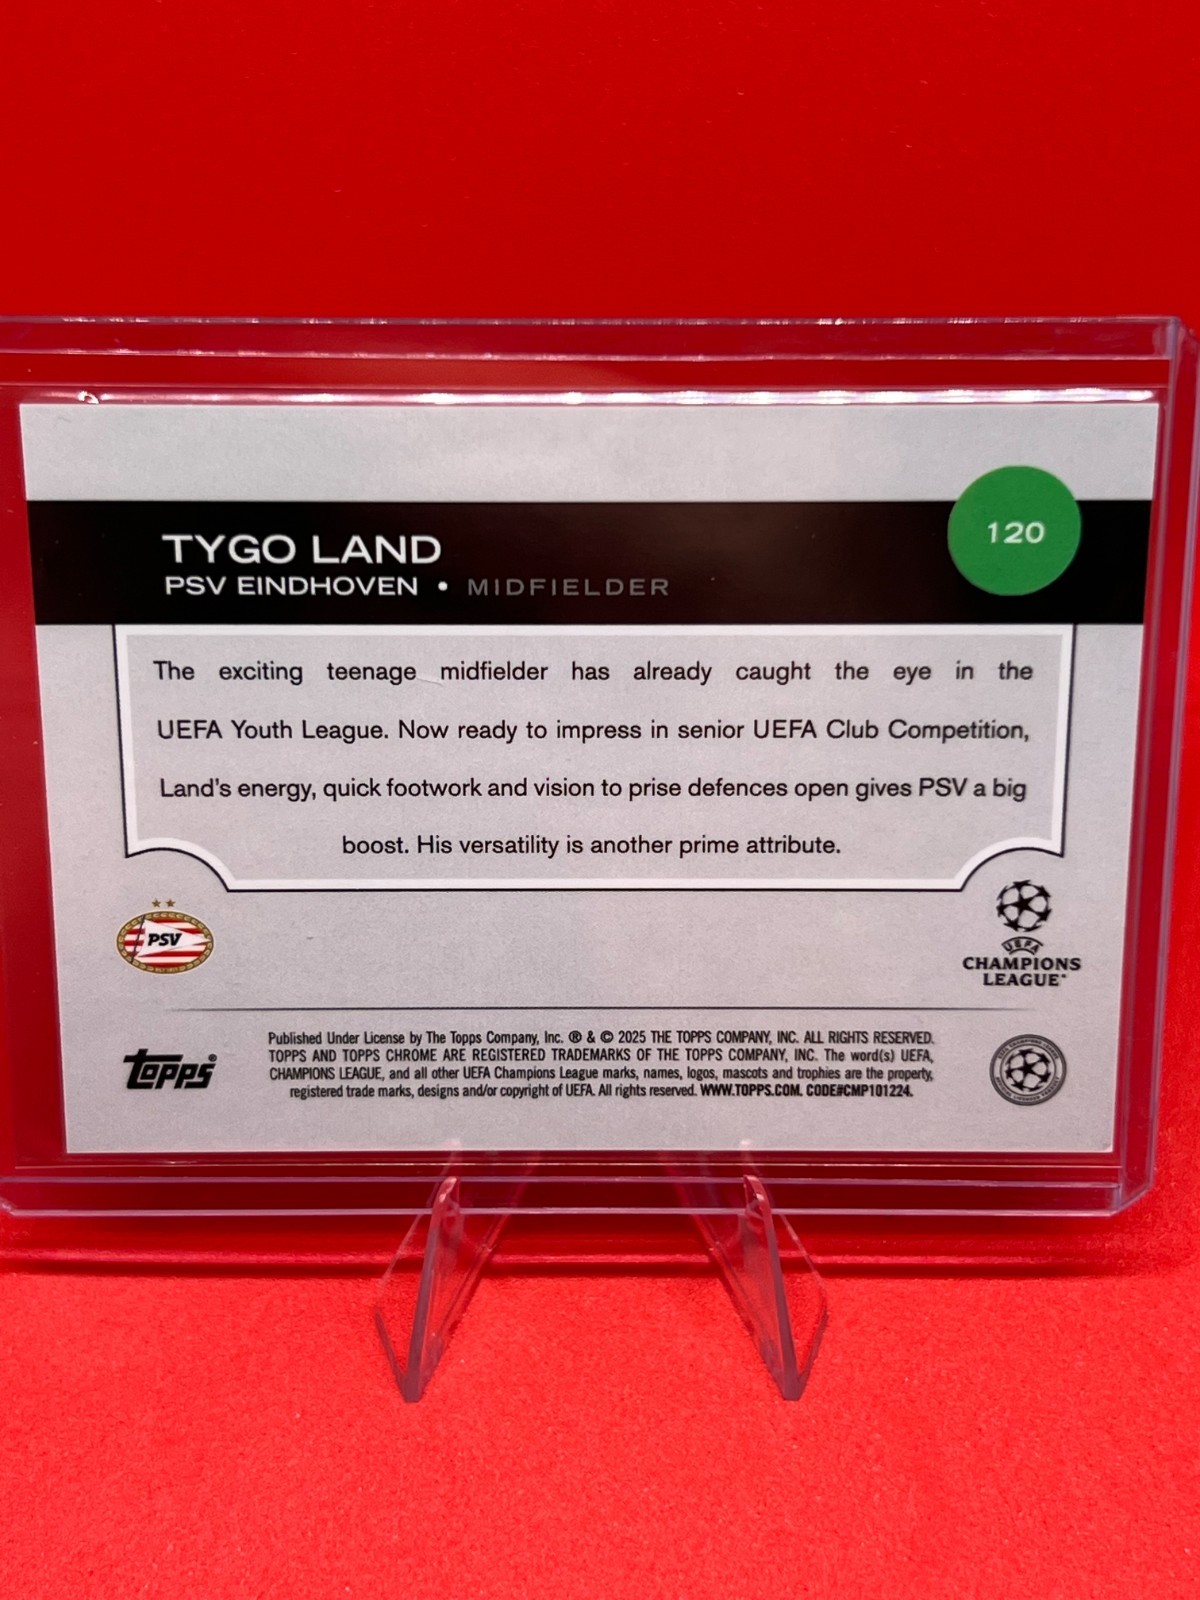 120
TYGO LAND
PSV EINDHOVEN • MIDFIELDER
The exciting teenage midfielder has already caught the eye in the
UEFA Youth League. Now ready to impress in senior UEFA Club Competition,
Land's energy, quick footwork and vision to prise defences open gives PSV a big
boost. His versatility is another prime attribute.
PSV
UEFA
CHAMPIONS
LEAGUE
topps®
Published Under License by The Topps Company, Inc. ® & © 2025 THE TOPPS COMPANY, INC. ALL RIGHTS RESERVED.
TOPPS AND TOPPS CHROME ARE REGISTERED TRADEMARKS OF THE TOPPS COMPANY, INC. The word(s) UEFA,
CHAMPIONS LEAGUE, and all other UEFA Champions League marks, names, logos, mascots and trophies are the property,
registered trade marks, designs and/or copyright of UEFA. All rights reserved. WWW.TOPPS.COM. CODE#CMP101224.